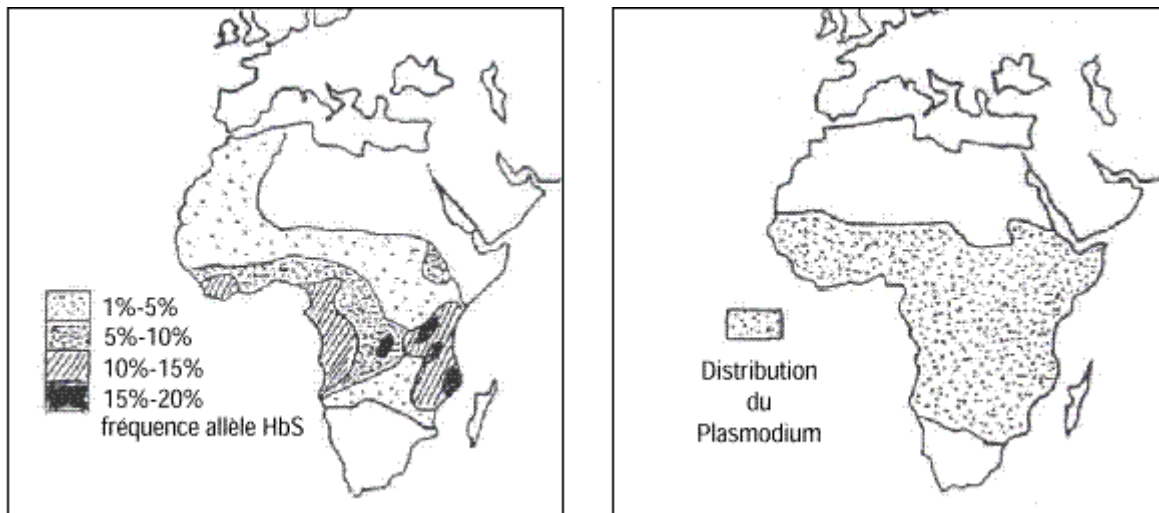 1%-5%
5%-10%
10%-15%
15%-20%
fréquence allèle HbS
Distribution
du
Plasmodium